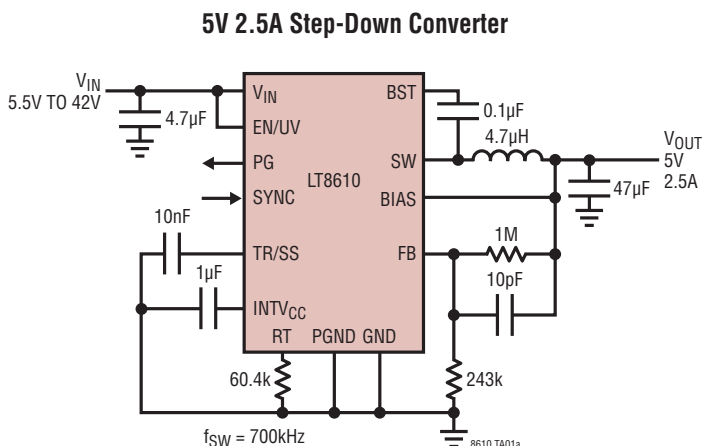 5V 2.5A Step-Down Converter
VIN
5.5V TO 42V
4.7µF
VIN
EN/UV
PG
SYNC
TR/SS
INTVCC
RT
PGND
GND
LT8610
BST
SW
BIAS
FB
0.1µF
4.7µH
VOUT
5V
2.5A
47µF
10nF
1µF
1M
10pF
60.4k
243k
fSW = 700kHz
8610 TA01a